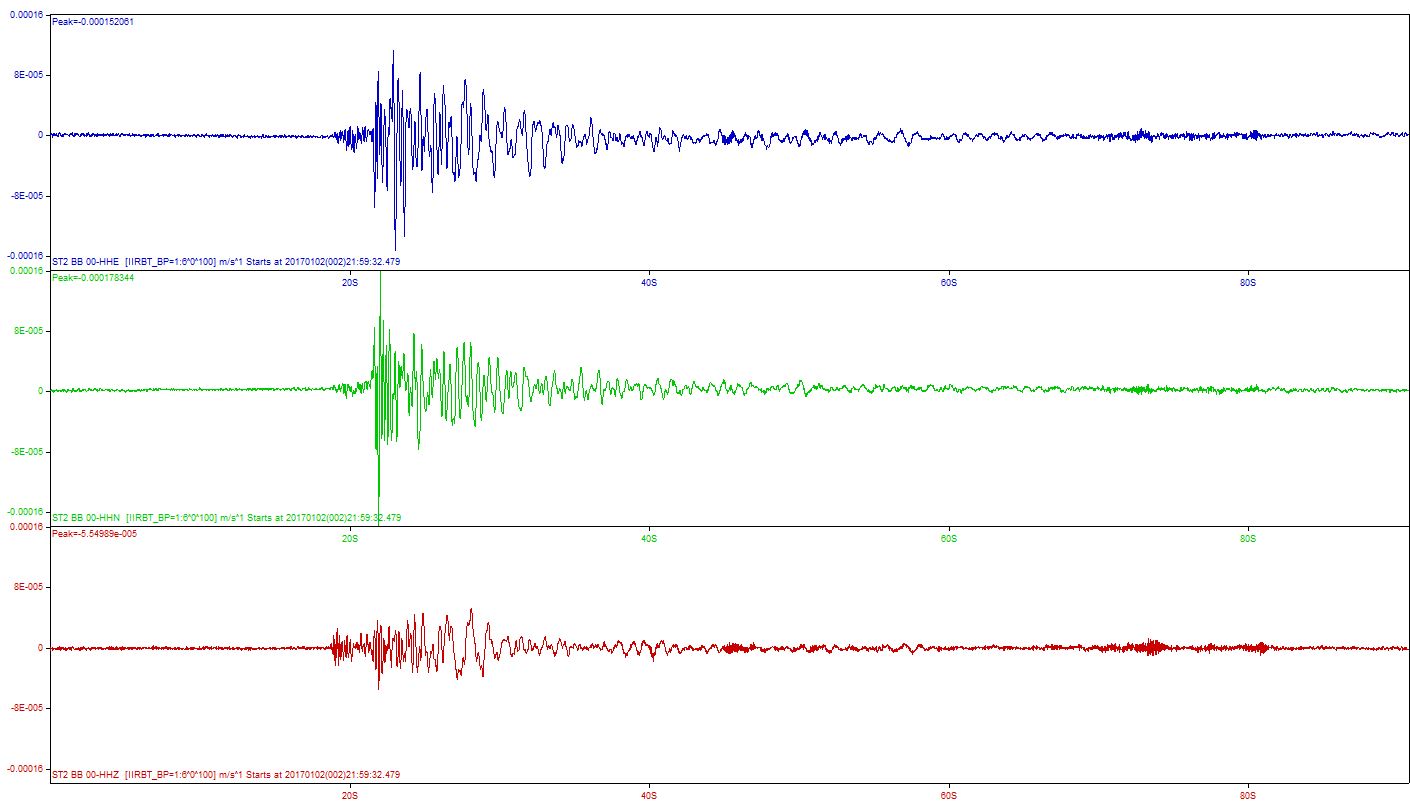 0.00016
Peak=-0.000152061
8E-005
0
-8E-005
-0.00016
ST2 BB 00-HHE [IIRBT_BP=1:6^0^100] m/s^1 Starts at 20170102(002)21:59:32.479
20S 40S 60S 80S
0.00016
Peak=-0.000178344
8E-005
0
-8E-005
-0.00016
ST2 BB 00-HHN [IIRBT_BP=1:6^0^100] m/s^1 Starts at 20170102(002)21:59:32.479
20S 40S 60S 80S
0.00016
Peak=-5.54989e-005
8E-005
0
-8E-005
-0.00016
ST2 BB 00-HHZ [IIRBT_BP=1:6^0^100] m/s^1 Starts at 20170102(002)21:59:32.479
20S 40S 60S 80S